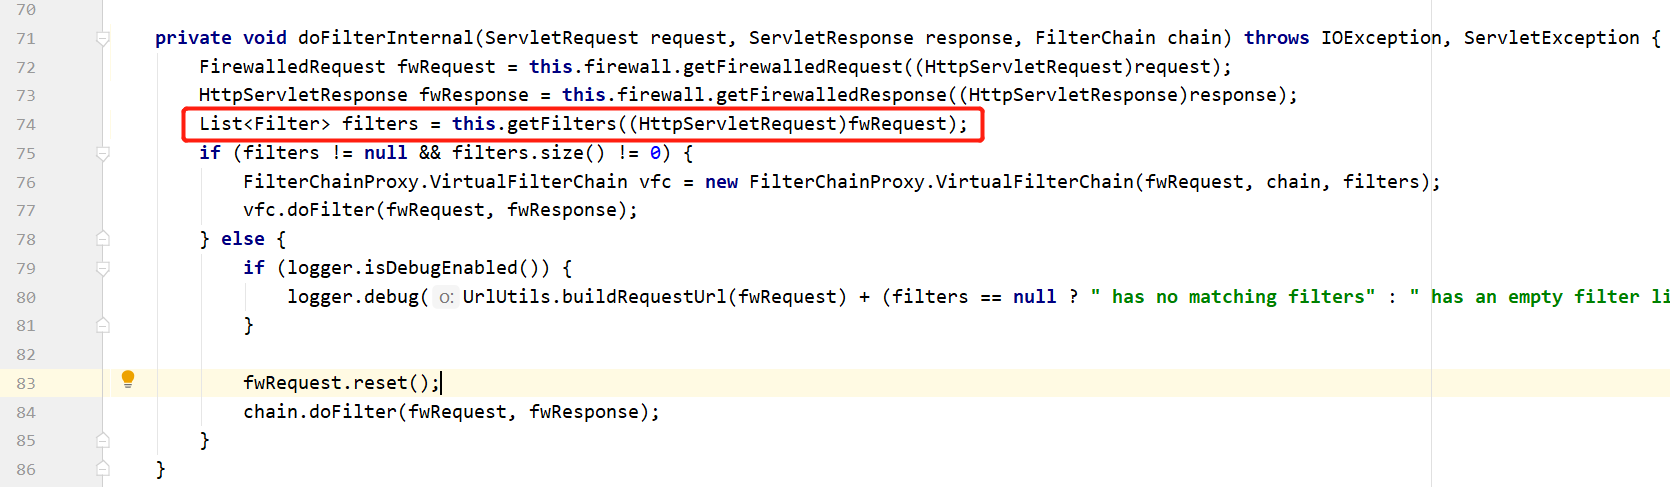 70
71 private void doFilterInternal(ServletRequest request, ServletResponse response, FilterChain chain) throws IOException, ServletException {
72 FirewalledRequest fwRequest = this.firewall.getFirewalledRequest((HttpServletRequest)request);
73 HttpServletResponse fwResponse = this.firewall.getFirewalledResponse((HttpServletResponse)response);
74 List<Filter> filters = this.getFilters((HttpServletRequest)fwRequest);
75 if (filters != null && filters.size() != 0) {
76 FilterChainProxy.VirtualFilterChain vfc = new FilterChainProxy.VirtualFilterChain(fwRequest, chain, filters);
77 vfc.doFilter(fwRequest, fwResponse);
78 } else {
79 if (logger.isDebugEnabled()) {
80 logger.debug( o: UrlUtils.buildRequestUrl(fwRequest) + (filters == null ? " has no matching filters" : " has an empty filter li
81 }
82
83 fwRequest.reset();
84 chain.doFilter(fwRequest, fwResponse);
85 }
86 }